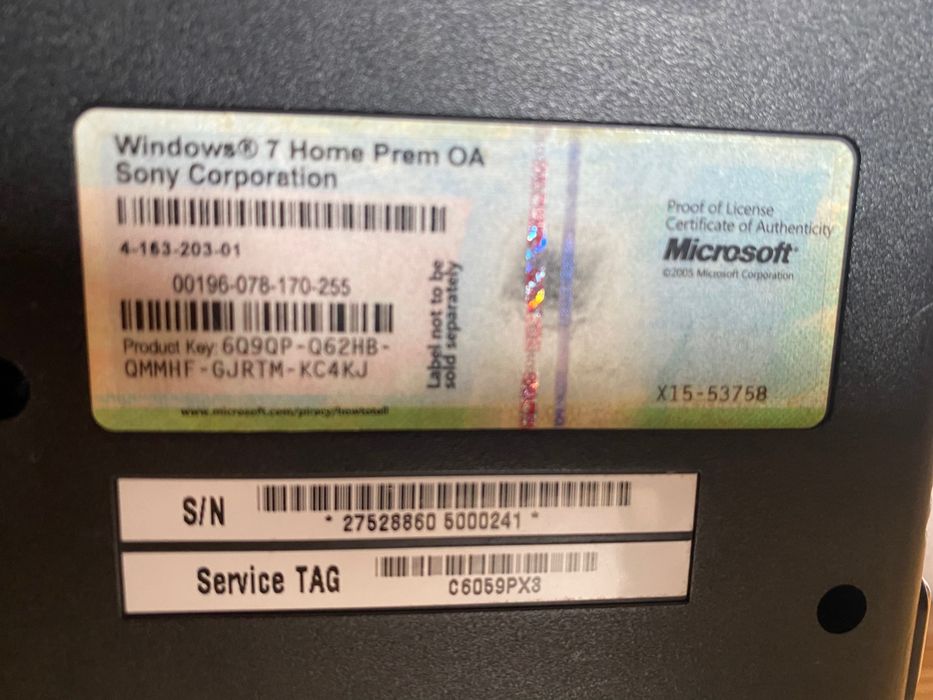 Windows® 7 Home Prem OA
Sony Corporation
4-163-203-01
00196-078-170-255
Product Key: 6Q9QP-Q62HB-
QMMHF-GJRTM-KC4KJ
www.microsoft.com/piracy/howtotell
Label not to be
sold separately
Proof of License
Certificate of Authenticity
Microsoft®
©2005 Microsoft Corporation
X15-53758
S/N
* 27528860 5000241 *
Service TAG
C6059PX8